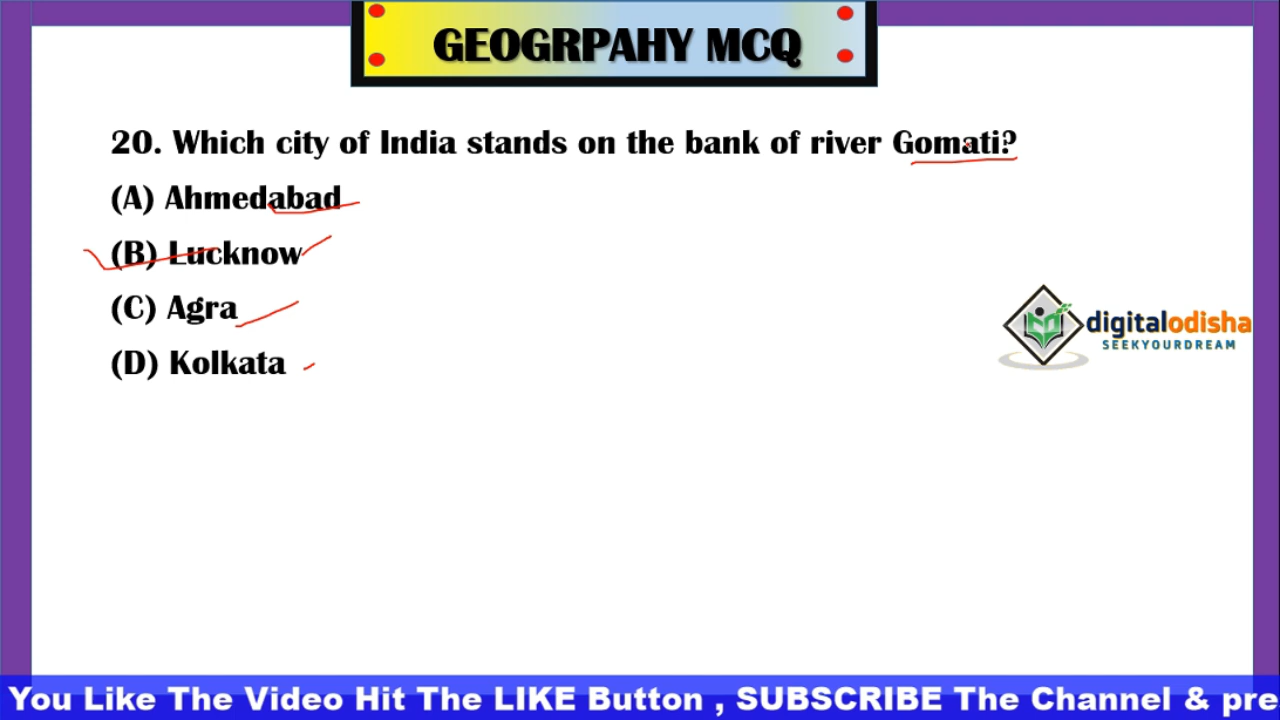 GEOGRPAHY MCQ
20. Which city of India stands on the bank of river Gomati?
(A) Ahmedabad
(B) Lucknow
(C) Agra
(D) Kolkata
digitalodisha
SEEKYOURDREAM
You Like The Video Hit The LIKE Button , SUBSCRIBE The Channel & pre